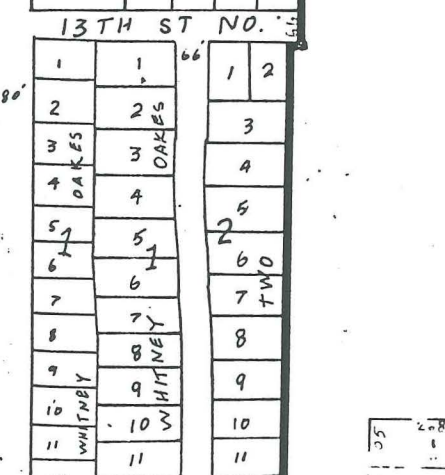 13TH ST NO.
66'
80'
1 1 1 2
2 2 3
3 3 4
4 4 5
5 5 6
6 6 7
7 7 8
8 8 9
9 9 10
10 10 11
11 11
OAKES
1
WHITNEY
OAKES
1
WHITNEY
2
TWO
50